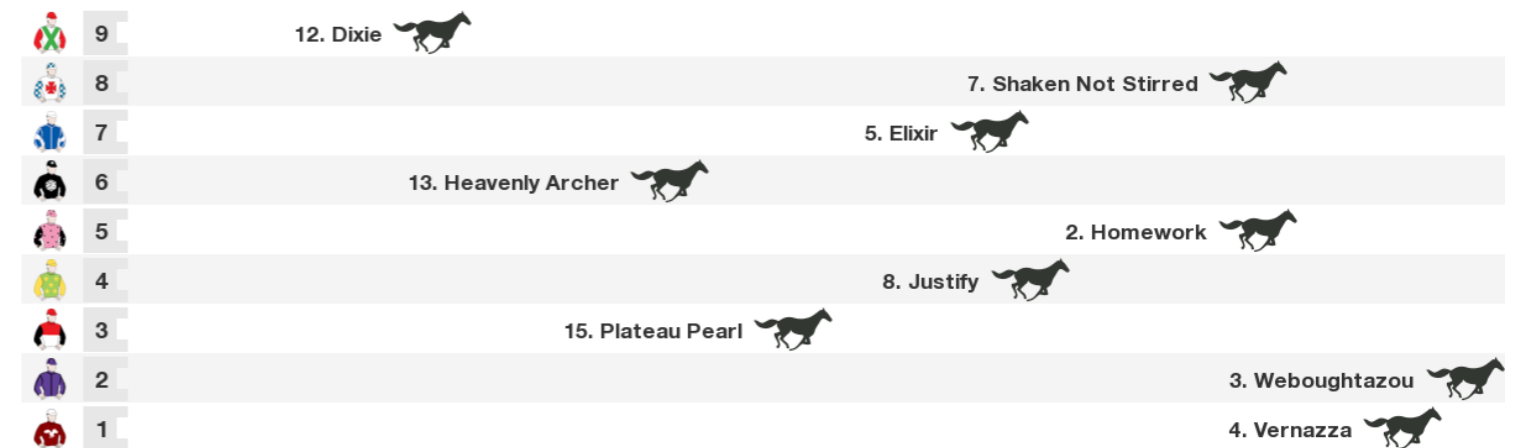 9 12. Dixie
8 7. Shaken Not Stirred
7 5. Elixir
6 13. Heavenly Archer
5 2. Homework
4 8. Justify
3 15. Plateau Pearl
2 3. Weboughtazou
1 4. Vernazza